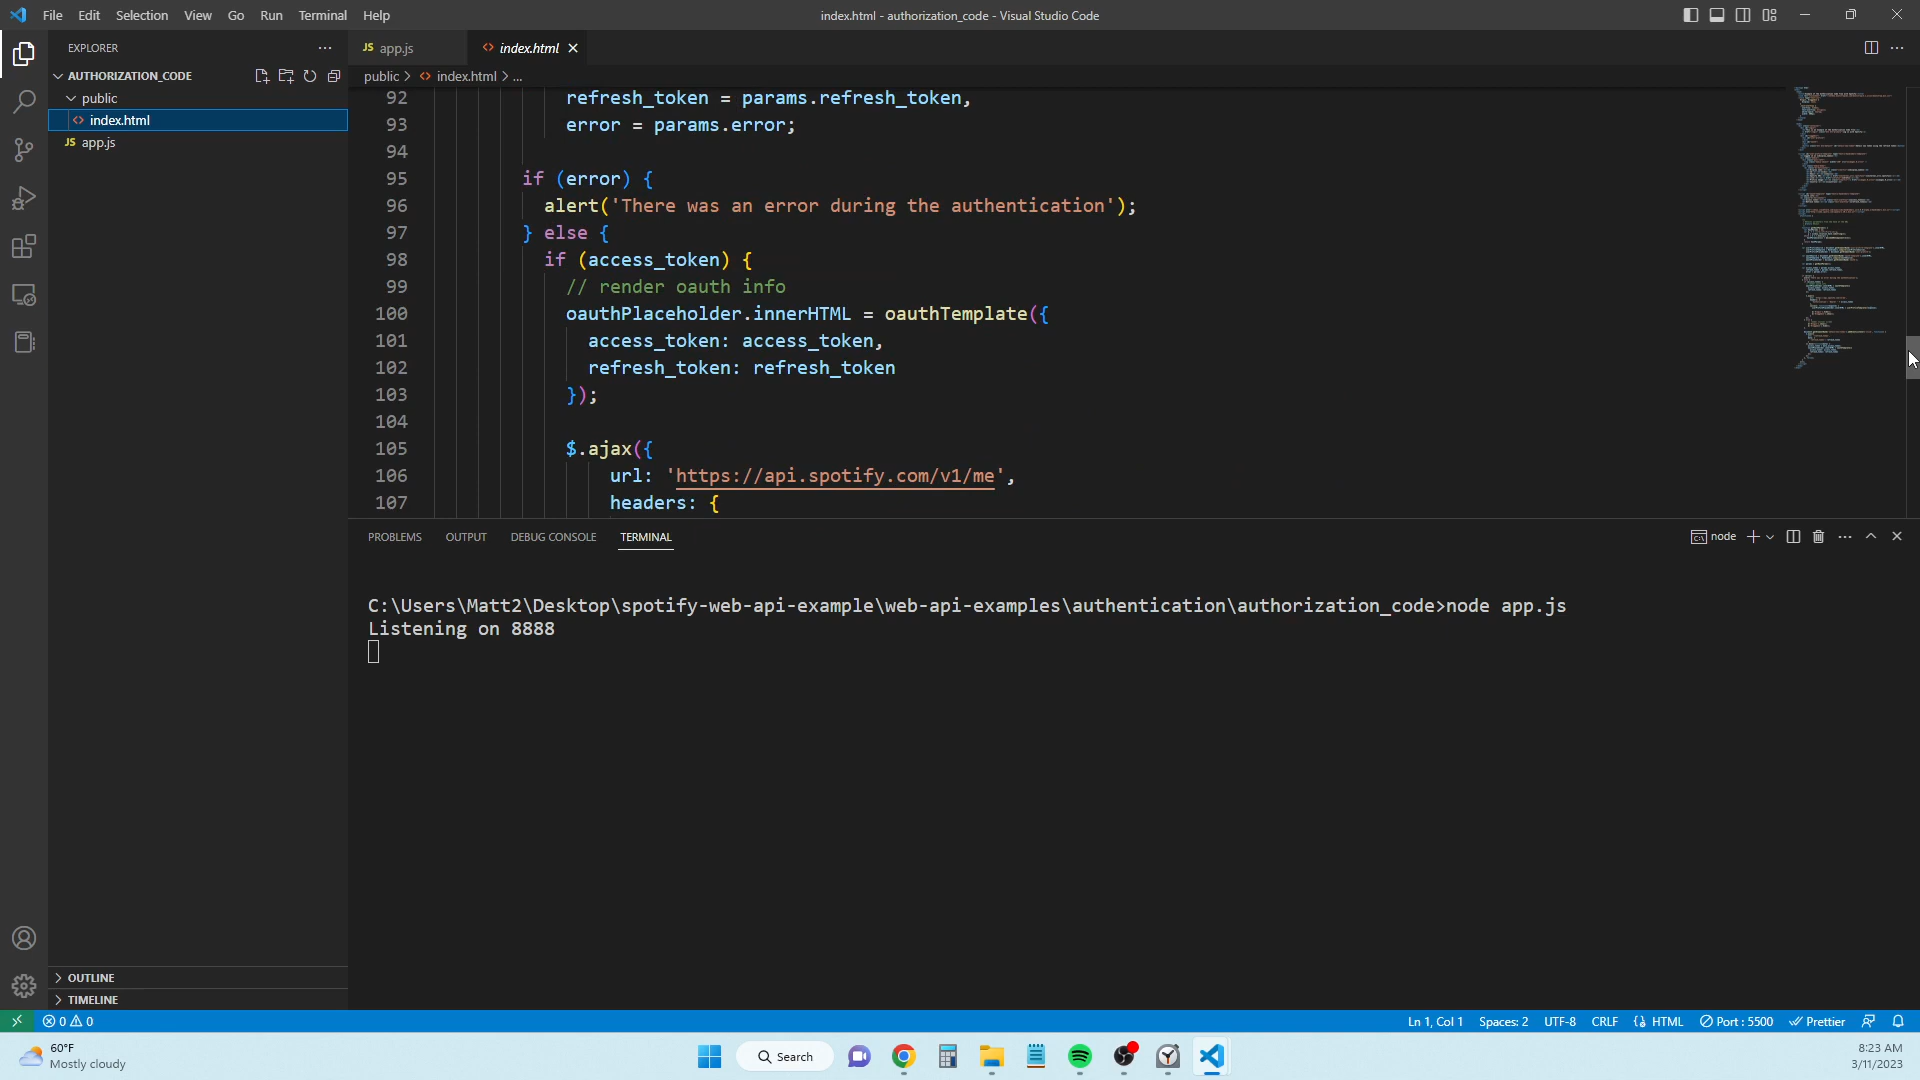 File Edit Selection View Go Run Terminal Help
index.html - authorization_code - Visual Studio Code
EXPLORER
AUTHORIZATION_CODE
public
<> index.html
JS app.js
OUTLINE
TIMELINE
JS app.js
<> index.html
public > <> index.html > ...
92 refresh_token = params.refresh_token,
93 error = params.error;
94
95 if (error) {
96 alert('There was an error during the authentication');
97 } else {
98 if (access_token) {
99 // render oauth info
100 oauthPlaceholder.innerHTML = oauthTemplate({
101 access_token: access_token,
102 refresh_token: refresh_token
103 });
104
105 $.ajax({
106 url: 'https://api.spotify.com/v1/me',
107 headers: {
PROBLEMS OUTPUT DEBUG CONSOLE TERMINAL
node
C:\Users\Matt2\Desktop\spotify-web-api-example\web-api-examples\authentication\authorization_code>node app.js
Listening on 8888
0 0
Ln 1, Col 1 Spaces: 2 UTF-8 CRLF {} HTML Port : 5500 Prettier
60°F
Mostly cloudy
Search
8:23 AM
3/11/2023